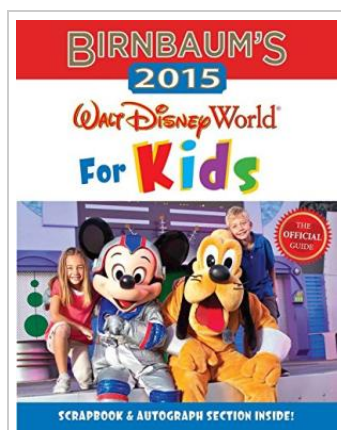 BIRNBAUM'S
2015
WALT DISNEY World®
For Kids
THE
OFFICIAL
GUIDE
SCRAPBOOK & AUTOGRAPH SECTION INSIDE!